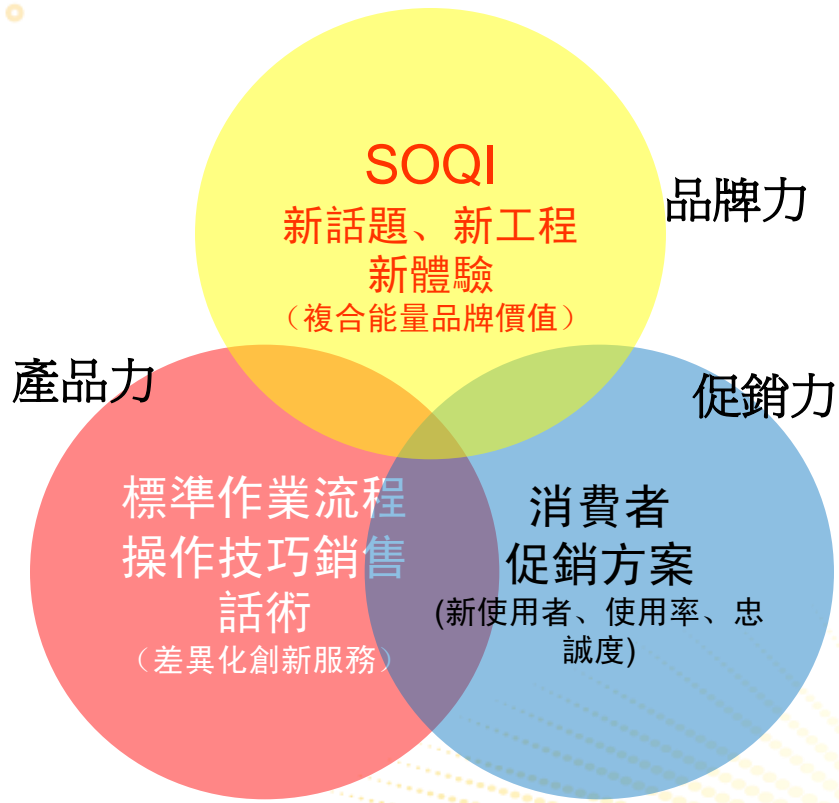 SOQI
新話題、新工程
新體驗
（複合能量品牌價值）
品牌力
產品力
促銷力
標準作業流程
操作技巧銷售
話術
（差異化創新服務）
消費者
促銷方案
(新使用者、使用率、忠
誠度)